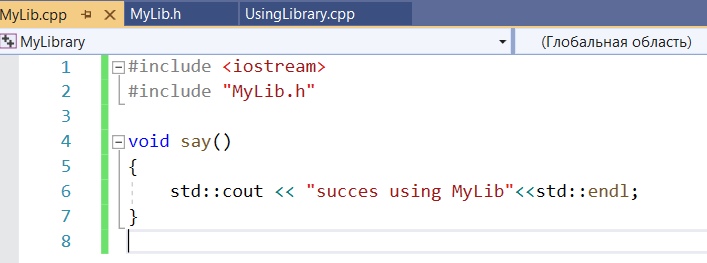 MyLib.cpp MyLib.h UsingLibrary.cpp
MyLibrary (Глобальная область)
1 #include <iostream>
2 #include "MyLib.h"
3
4 void say()
5 {
6 std::cout << "succes using MyLib"<<std::endl;
7 }
8